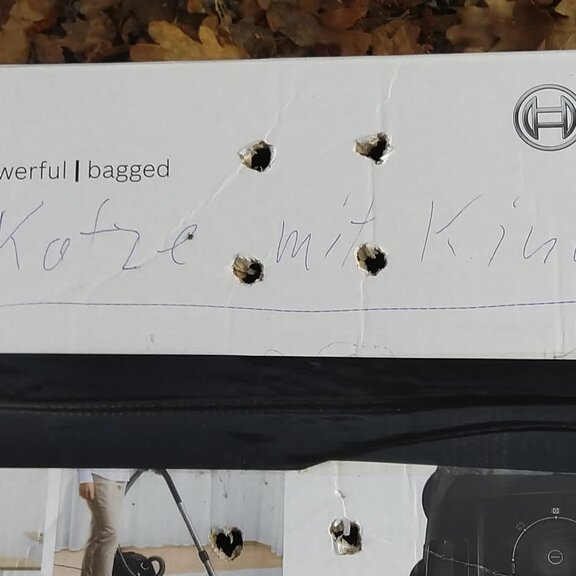 werful | bagged
Katze mit Kin